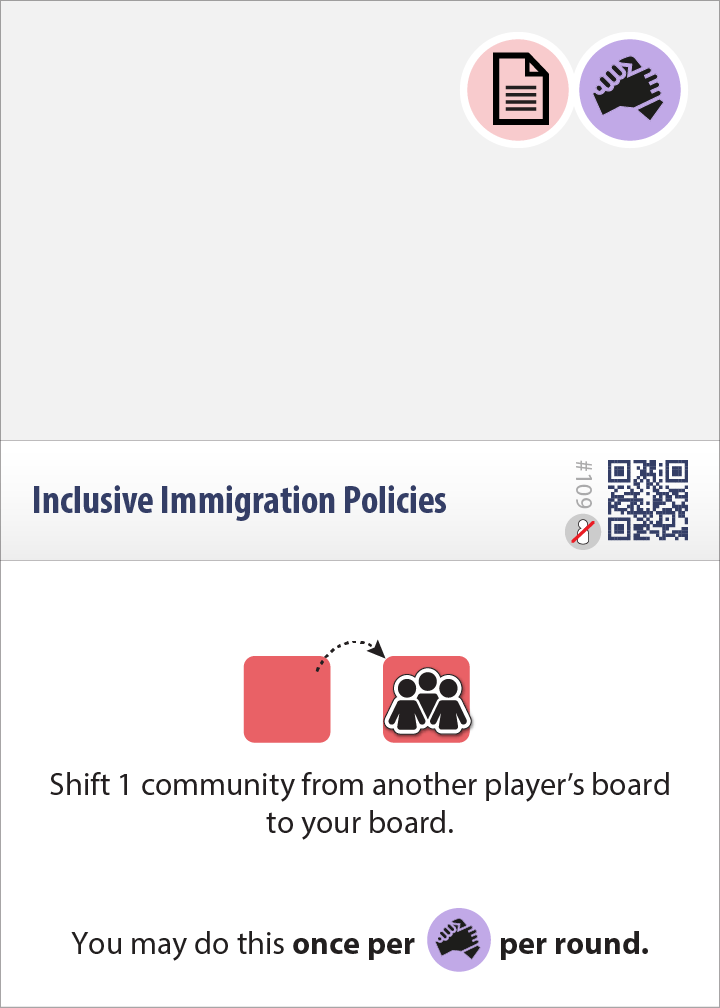 Inclusive Immigration Policies
#109
Shift 1 community from another player’s board
to your board.
You may do this once per per round.